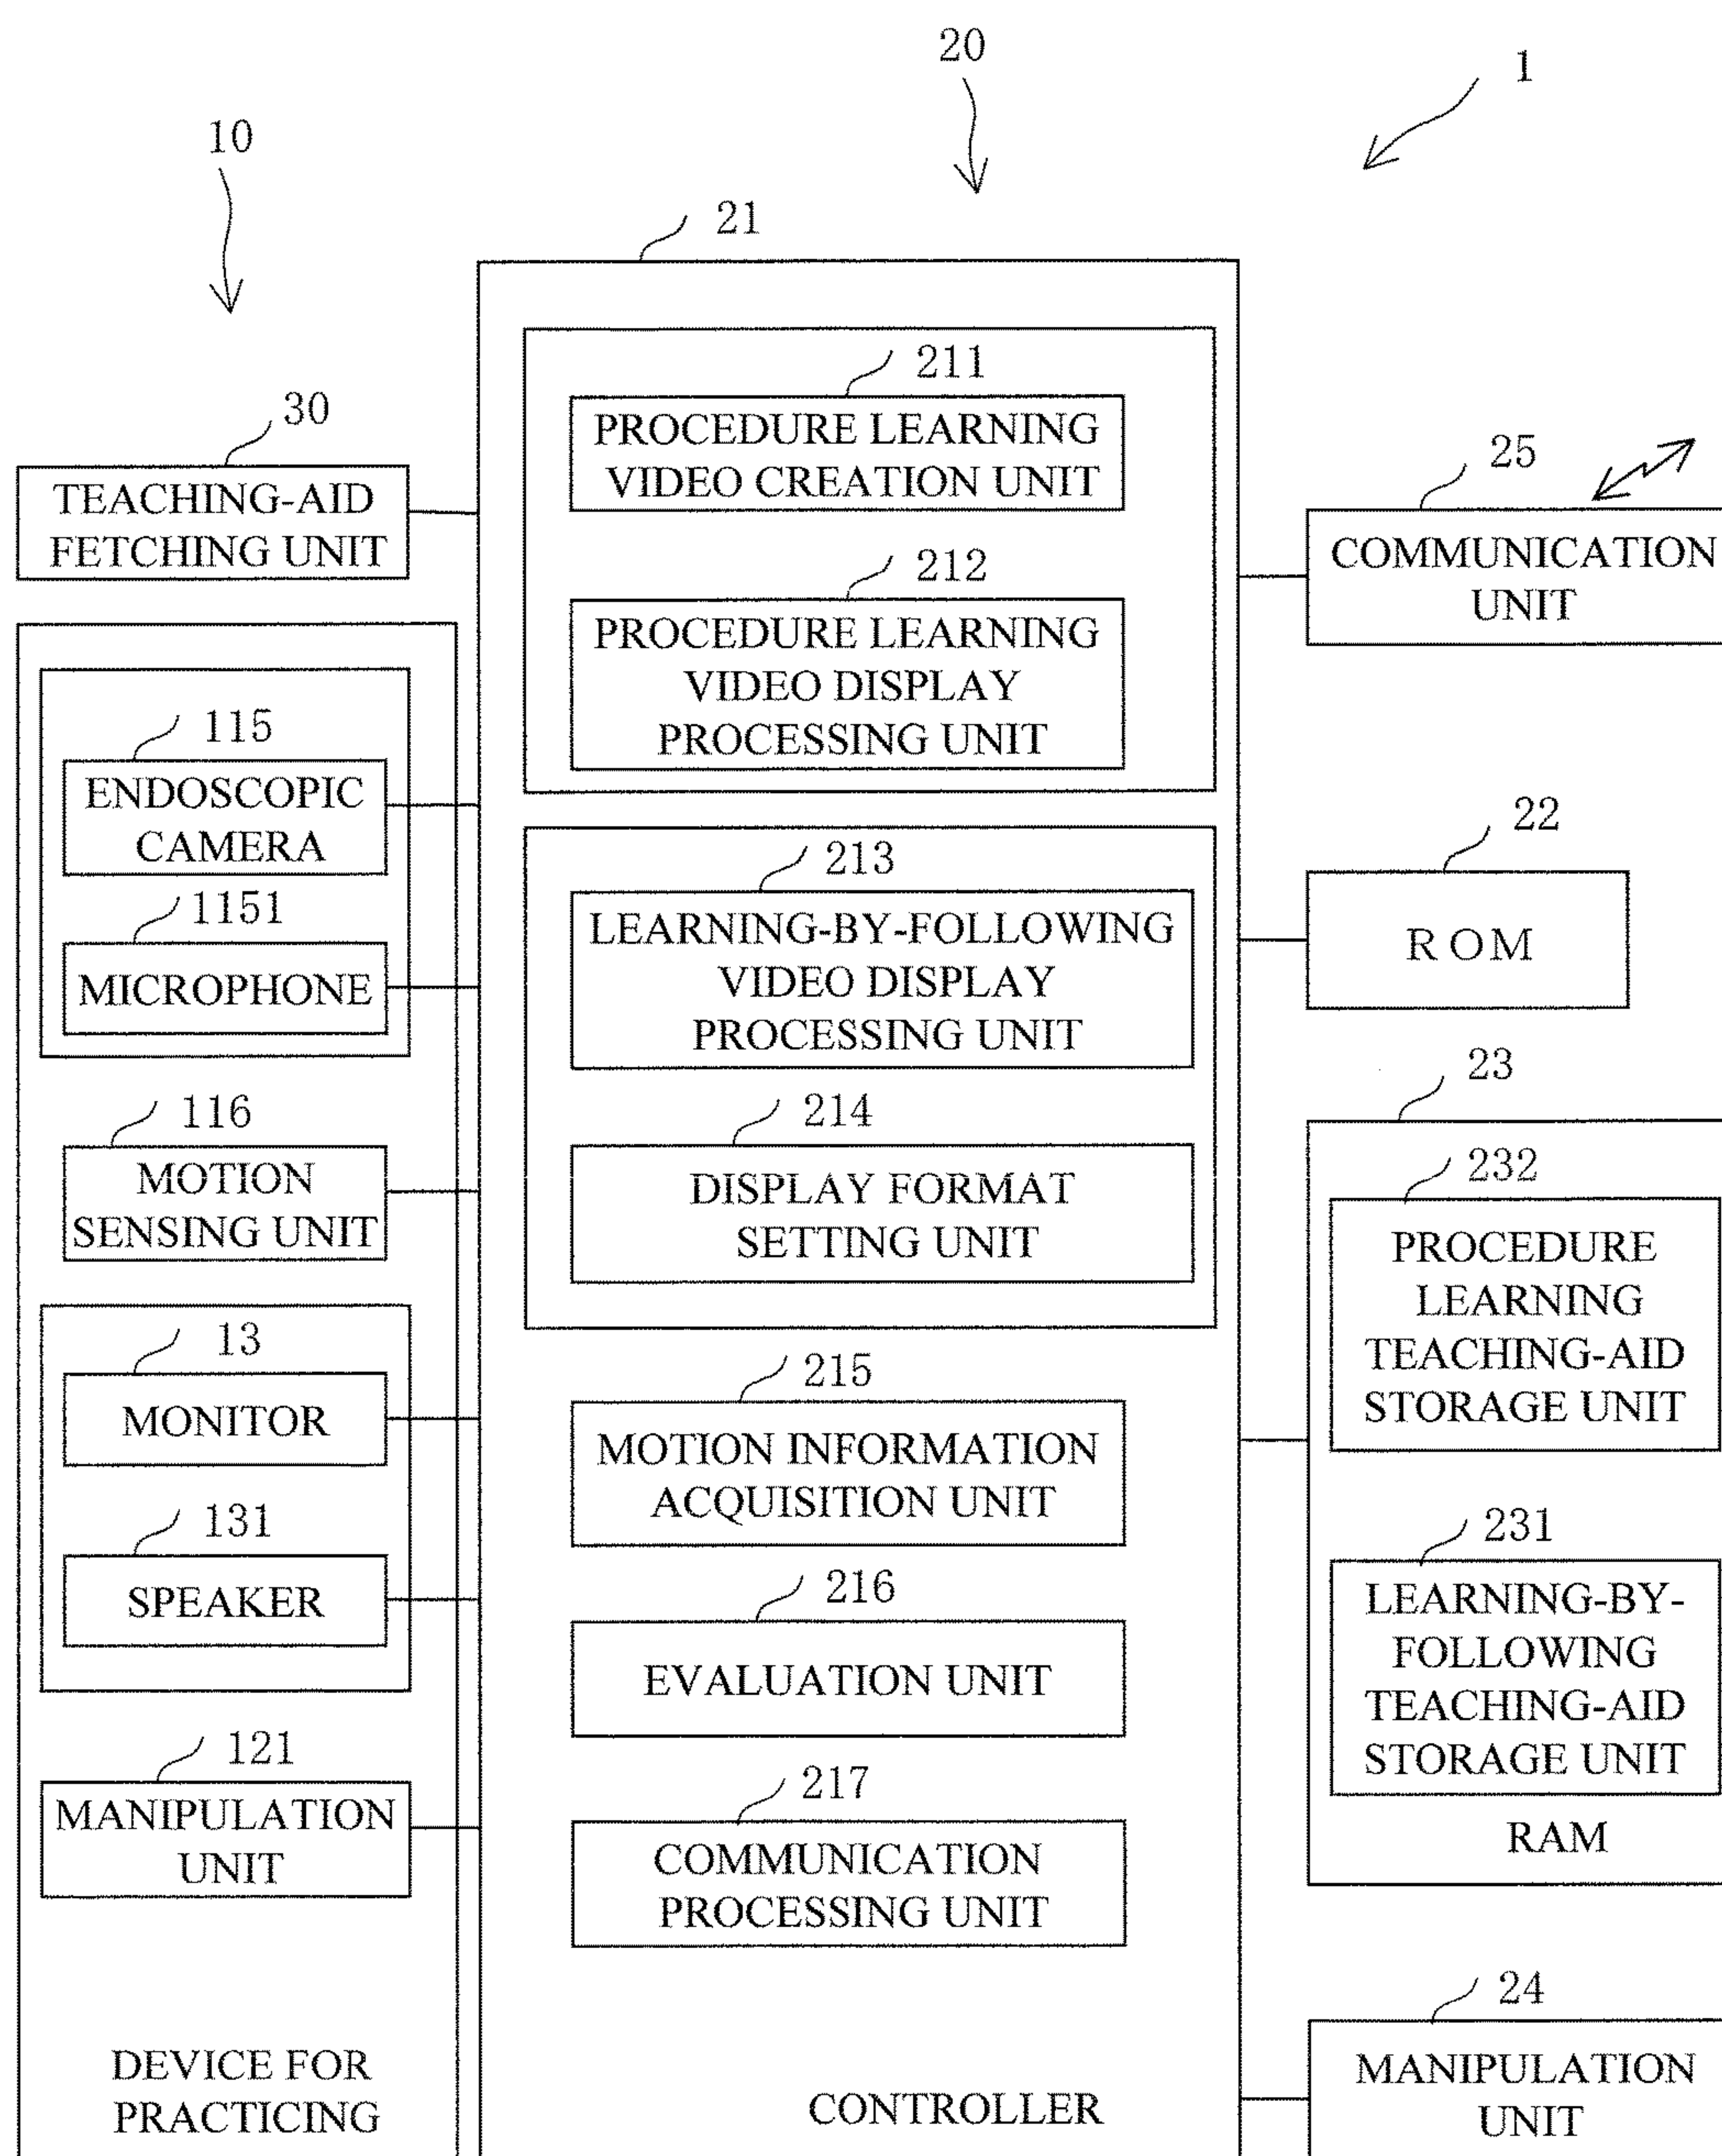 20
1
10
21
30
TEACHING-AID
FETCHING UNIT
115
ENDOSCOPIC
CAMERA
1151
MICROPHONE
116
MOTION
SENSING UNIT
13
MONITOR
131
SPEAKER
121
MANIPULATION
UNIT
DEVICE FOR
PRACTICING
211
PROCEDURE LEARNING
VIDEO CREATION UNIT
212
PROCEDURE LEARNING
VIDEO DISPLAY
PROCESSING UNIT
213
LEARNING-BY-FOLLOWING
VIDEO DISPLAY
PROCESSING UNIT
214
DISPLAY FORMAT
SETTING UNIT
215
MOTION INFORMATION
ACQUISITION UNIT
216
EVALUATION UNIT
217
COMMUNICATION
PROCESSING UNIT
CONTROLLER
25
COMMUNICATION
UNIT
22
ROM
23
232
PROCEDURE
LEARNING
TEACHING-AID
STORAGE UNIT
231
LEARNING-BY-
FOLLOWING
TEACHING-AID
STORAGE UNIT
RAM
24
MANIPULATION
UNIT